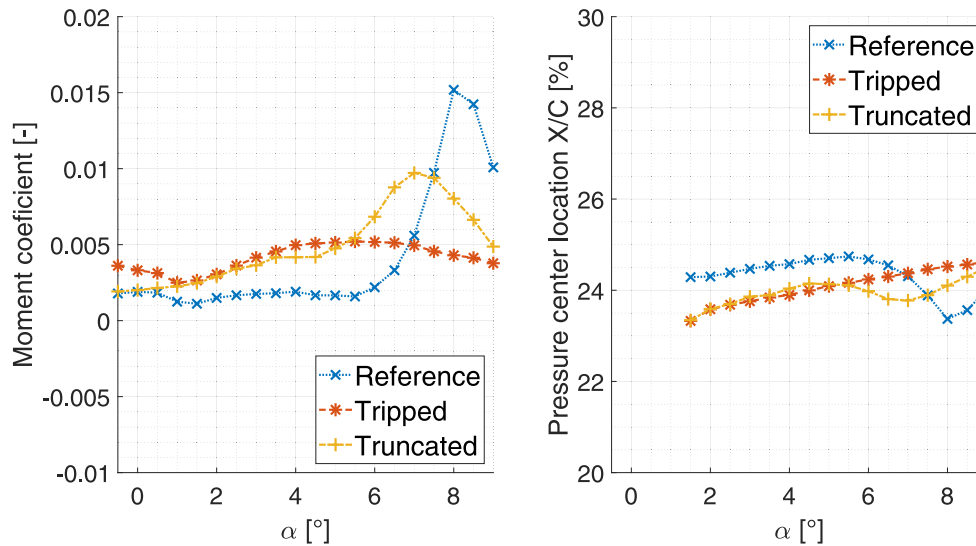 0.02
0.015
0.01
0.005
0
-0.005
-0.01
Moment coeficient [-]
0 2 4 6 8
α [°]
Reference
Tripped
Truncated
30
28
26
24
22
20
Pressure center location X/C [%]
0 2 4 6 8
α [°]
Reference
Tripped
Truncated